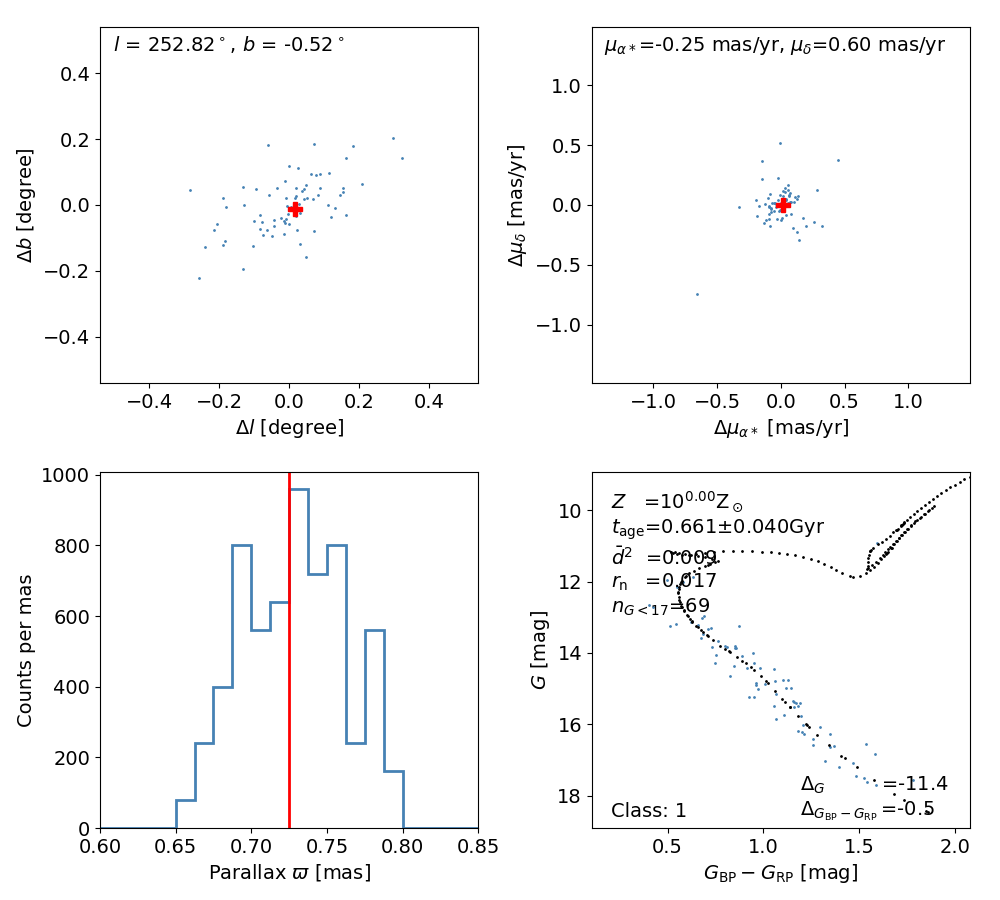 l = 252.82°, b = -0.52°
0.4
0.2
0.0
−0.2
−0.4
Δb [degree]
−0.4 −0.2 0.0 0.2 0.4
Δl [degree]
μα*=-0.25 mas/yr, μδ=0.60 mas/yr
1.0
0.5
0.0
−0.5
−1.0
Δμδ [mas/yr]
−1.0 −0.5 0.0 0.5 1.0
Δμα* [mas/yr]
1000
800
600
400
200
0
Counts per mas
0.60 0.65 0.70 0.75 0.80 0.85
Parallax ϖ [mas]
Z =10^0.00 Z⊙
tage=0.661±0.040Gyr
d̄² =0.009
rn =0.017
nG<17=69
10
12
14
16
18
G [mag]
ΔG =-11.4
ΔGBP−GRP =-0.5
Class: 1
0.5 1.0 1.5 2.0
GBP − GRP [mag]